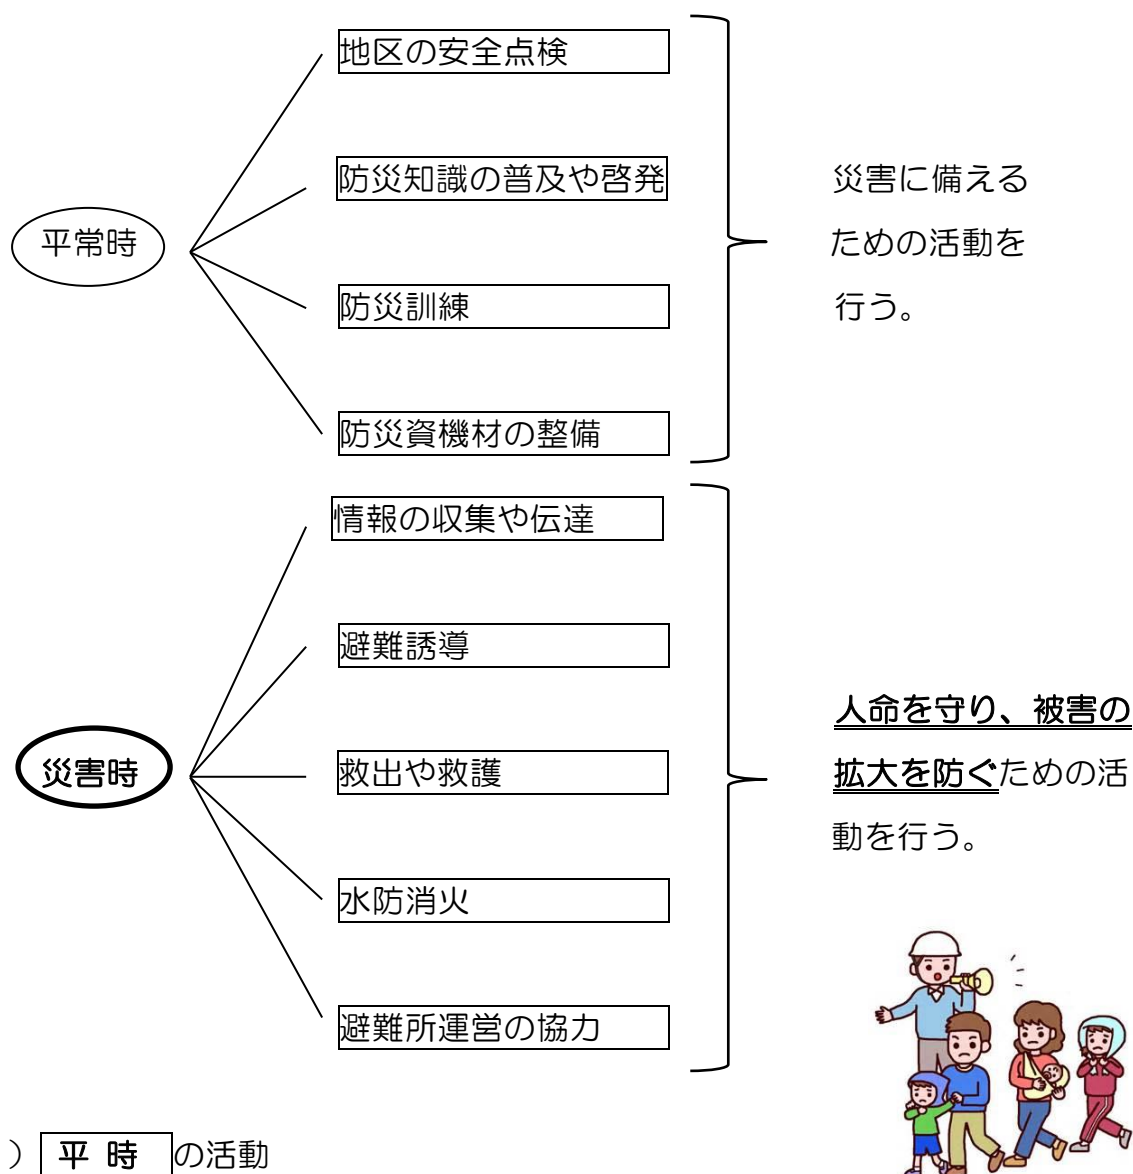 地区の安全点検
防災知識の普及や啓発
平常時
防災訓練
防災資機材の整備
災害に備える
ための活動を
行う。
情報の収集や伝達
避難誘導
災害時
救出や救護
水防消火
避難所運営の協力
人命を守り、被害の
拡大を防ぐための活
動を行う。
）平 時 の活動